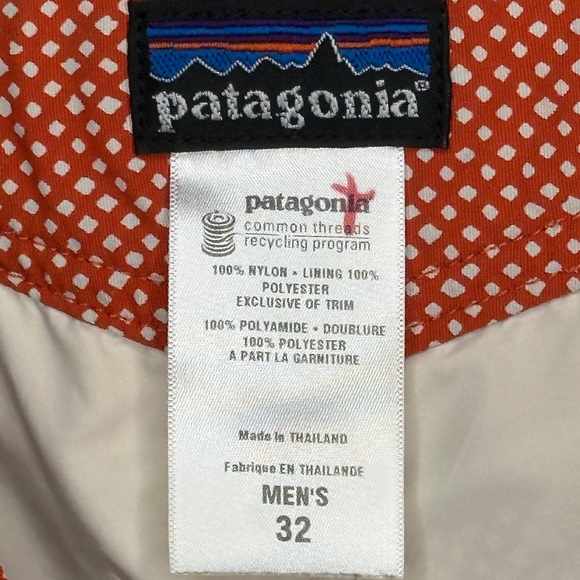 patagonia®
patagonia®
common threads
recycling program
100% NYLON • LINING 100%
POLYESTER
EXCLUSIVE OF TRIM
100% POLYAMIDE • DOUBLURE
100% POLYESTER
A PART LA GARNITURE
Made in THAILAND
Fabriqué EN THAILANDE
MEN'S
32